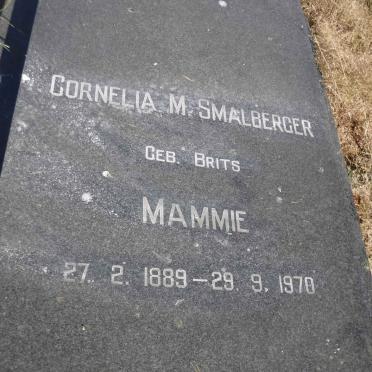 CORNELIA. M. SMALBERGER
GEB. BRITS
MAMMIE
27. 2. 1889 — 29. 9. 1970